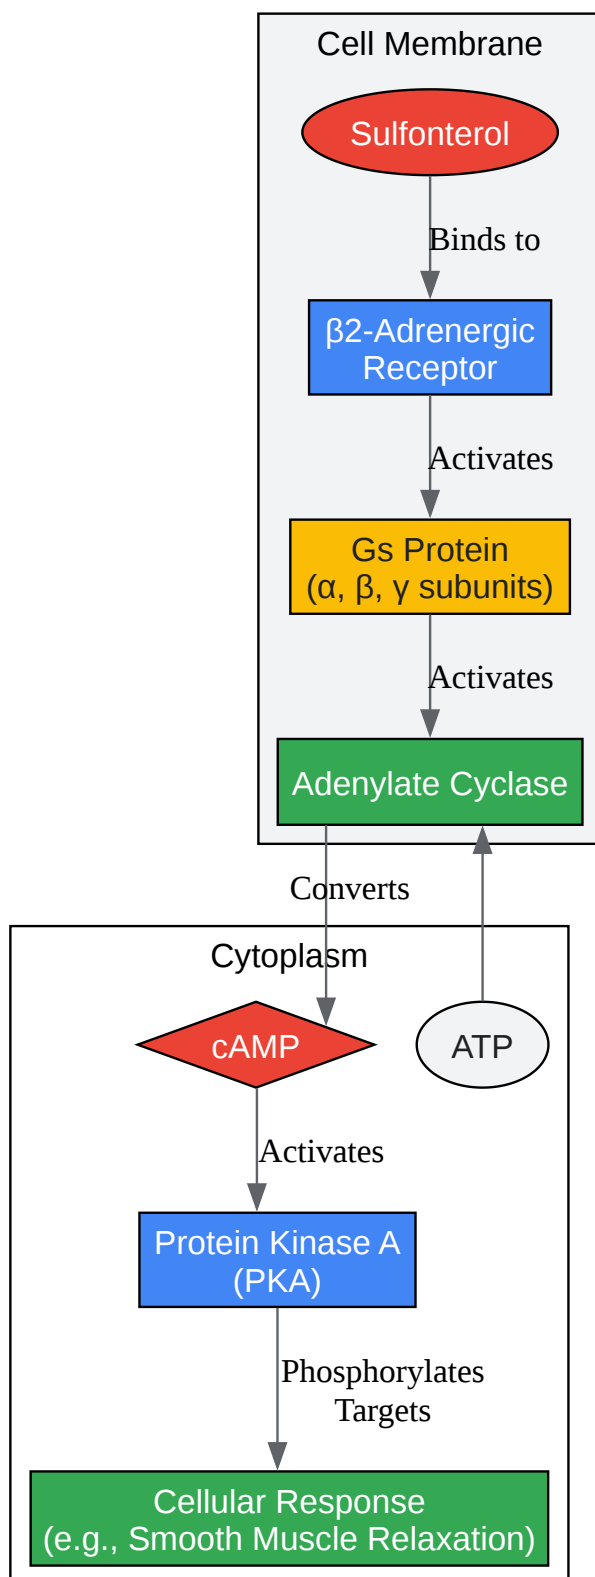 Cell Membrane
Sulfonterol
Binds to
β2-Adrenergic
Receptor
Activates
Gs Protein
(α, β, γ subunits)
Activates
Adenylate Cyclase
Converts
Cytoplasm
cAMP
ATP
Activates
Protein Kinase A
(PKA)
Phosphorylates
Targets
Cellular Response
(e.g., Smooth Muscle Relaxation)